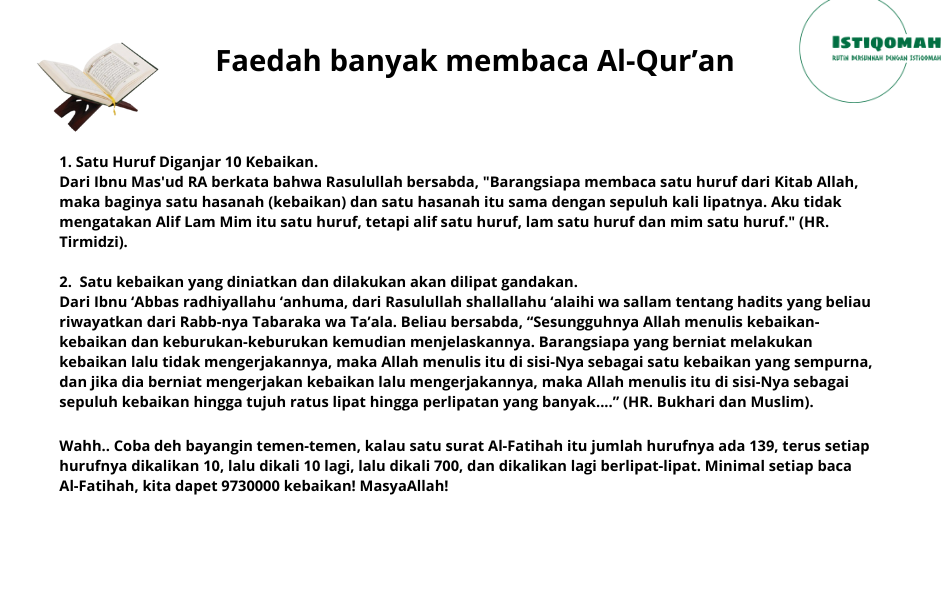 Faedah banyak membaca Al-Qur’an
ISTIQOMAH
RUTIN BERSUNNAH DENGAN ISTIQOMAH
1. Satu Huruf Diganjar 10 Kebaikan.
Dari Ibnu Mas'ud RA berkata bahwa Rasulullah bersabda, "Barangsiapa membaca satu huruf dari Kitab Allah,
maka baginya satu hasanah (kebaikan) dan satu hasanah itu sama dengan sepuluh kali lipatnya. Aku tidak
mengatakan Alif Lam Mim itu satu huruf, tetapi alif satu huruf, lam satu huruf dan mim satu huruf." (HR.
Tirmidzi).
2.  Satu kebaikan yang diniatkan dan dilakukan akan dilipat gandakan.
Dari Ibnu ‘Abbas radhiyallahu ‘anhuma, dari Rasulullah shallallahu ‘alaihi wa sallam tentang hadits yang beliau
riwayatkan dari Rabb-nya Tabaraka wa Ta’ala. Beliau bersabda, “Sesungguhnya Allah menulis kebaikan-
kebaikan dan keburukan-keburukan kemudian menjelaskannya. Barangsiapa yang berniat melakukan
kebaikan lalu tidak mengerjakannya, maka Allah menulis itu di sisi-Nya sebagai satu kebaikan yang sempurna,
dan jika dia berniat mengerjakan kebaikan lalu mengerjakannya, maka Allah menulis itu di sisi-Nya sebagai
sepuluh kebaikan hingga tujuh ratus lipat hingga perlipatan yang banyak….” (HR. Bukhari dan Muslim).
Wahh.. Coba deh bayangin temen-temen, kalau satu surat Al-Fatihah itu jumlah hurufnya ada 139, terus setiap
hurufnya dikalikan 10, lalu dikali 10 lagi, lalu dikali 700, dan dikalikan lagi berlipat-lipat. Minimal setiap baca
Al-Fatihah, kita dapet 9730000 kebaikan! MasyaAllah!